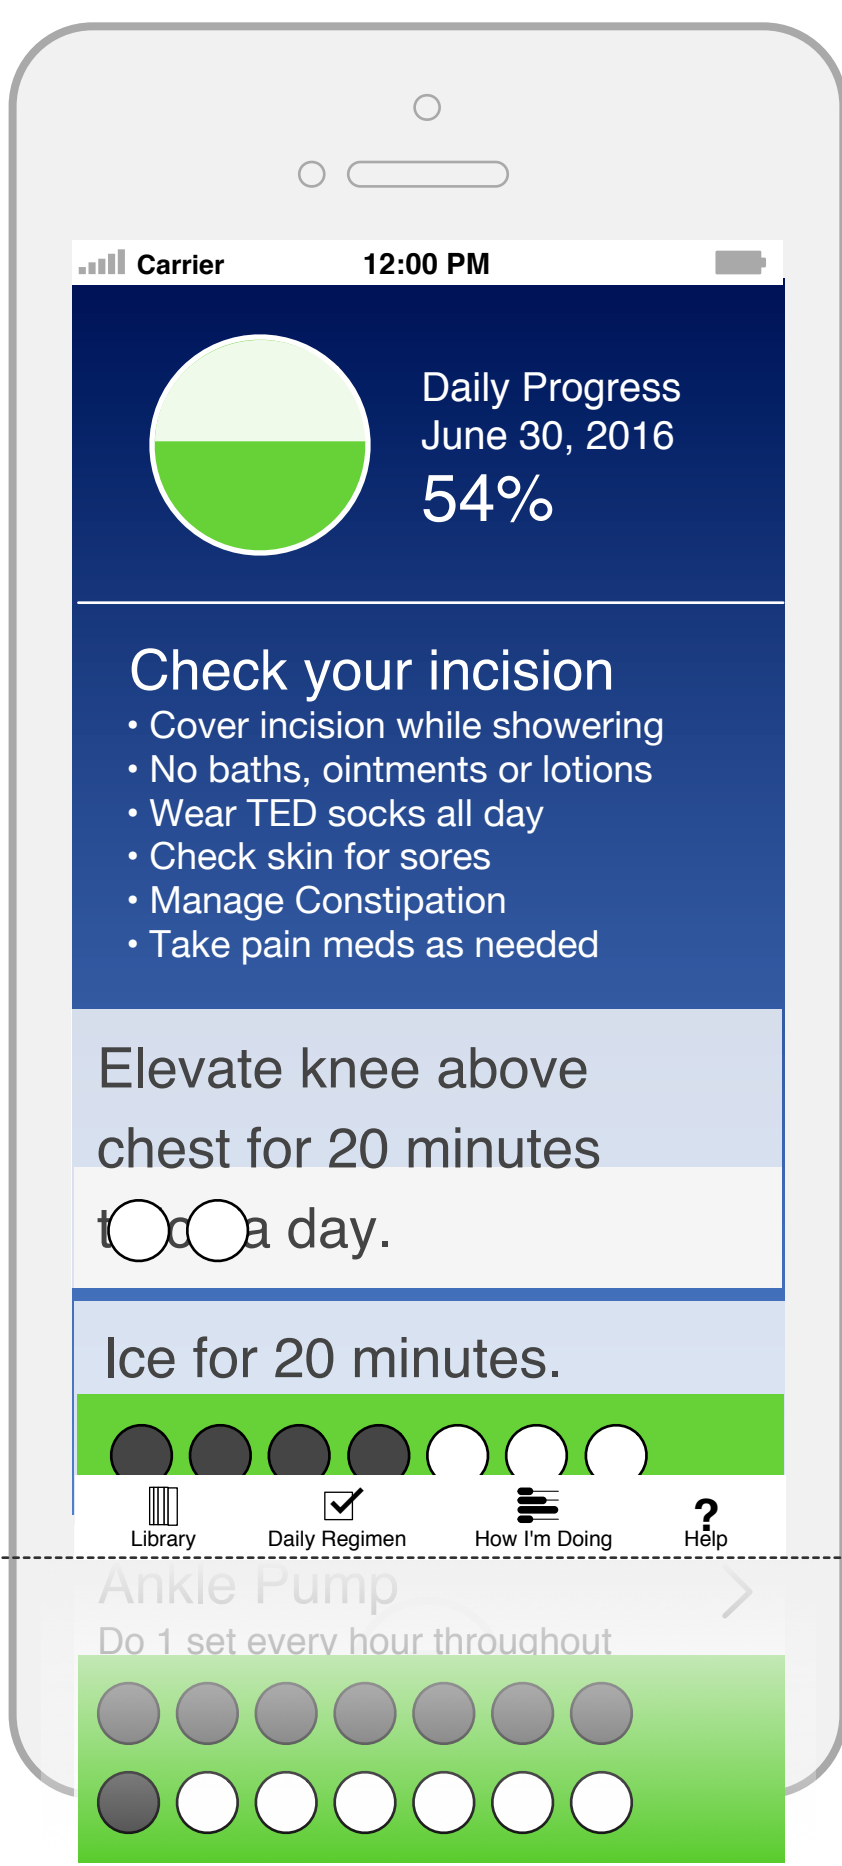 Carrier 12:00 PM
Daily Progress
June 30, 2016
54%
Check your incision
• Cover incision while showering
• No baths, ointments or lotions
• Wear TED socks all day
• Check skin for sores
• Manage Constipation
• Take pain meds as needed
Elevate knee above
chest for 20 minutes
a day.
Ice for 20 minutes.
Library Daily Regimen How I'm Doing ? Help
Ankle Pump
Do 1 set every hour throughout